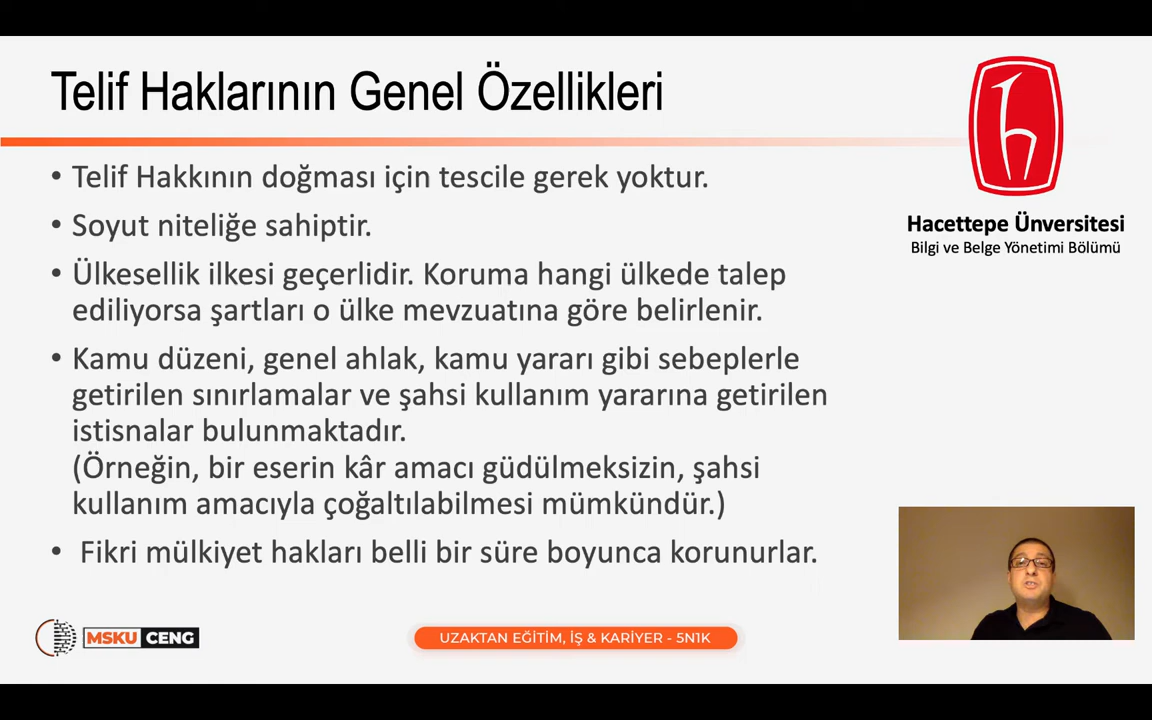 Telif Haklarının Genel Özellikleri
• Telif Hakkının doğması için tescile gerek yoktur.
• Soyut niteliğe sahiptir.
• Ülkesellik ilkesi geçerlidir. Koruma hangi ülkede talep
ediliyorsa şartları o ülke mevzuatına göre belirlenir.
• Kamu düzeni, genel ahlak, kamu yararı gibi sebeplerle
getirilen sınırlamalar ve şahsi kullanım yararına getirilen
istisnalar bulunmaktadır.
(Örneğin, bir eserin kâr amacı güdülmeksizin, şahsi
kullanım amacıyla çoğaltılabilmesi mümkündür.)
• Fikri mülkiyet hakları belli bir süre boyunca korunurlar.
Hacettepe Ünversitesi
Bilgi ve Belge Yönetimi Bölümü
MSKU CENG
UZAKTAN EĞİTİM, İŞ & KARİYER - 5N1K